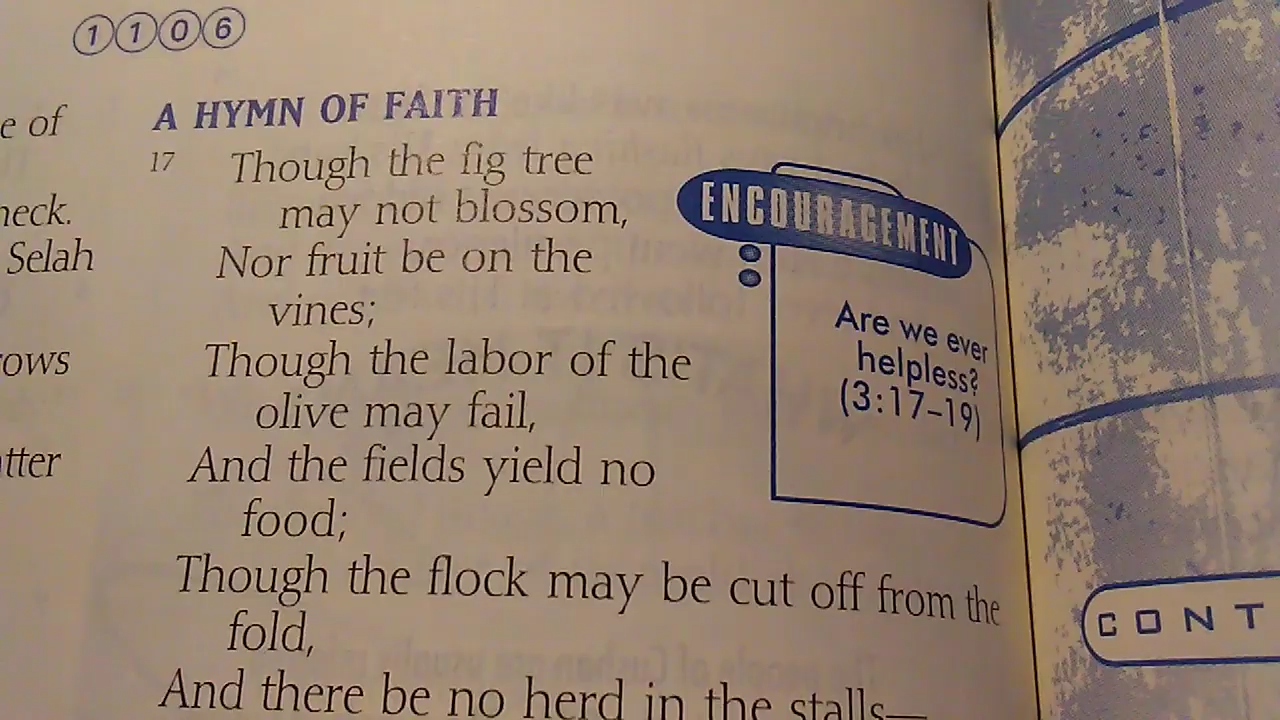 1106
e of
heck.
Selah
rows
atter
A HYMN OF FAITH
17 Though the fig tree
may not blossom,
Nor fruit be on the
vines;
Though the labor of the
olive may fail,
And the fields yield no
food;
Though the flock may be cut off from the
fold,
And there be no herd in the stalls—
ENCOURAGEMENT
Are we ever
helpless?
(3:17–19)
CONT